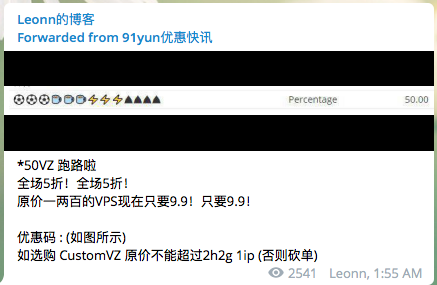 Leonn的博客
Forwarded from 91yun优惠快讯
⚽⚽⚽🍺🍺🍺⚡⚡⚡▲▲▲▲ Percentage 50.00
*50VZ 跑路啦
全场5折！全场5折！
原价一两百的VPS现在只要9.9！只要9.9！
优惠码：(如图所示)
如选购 CustomVZ 原价不能超过2h2g 1ip (否则砍单)
2541 Leonn, 1:55 AM